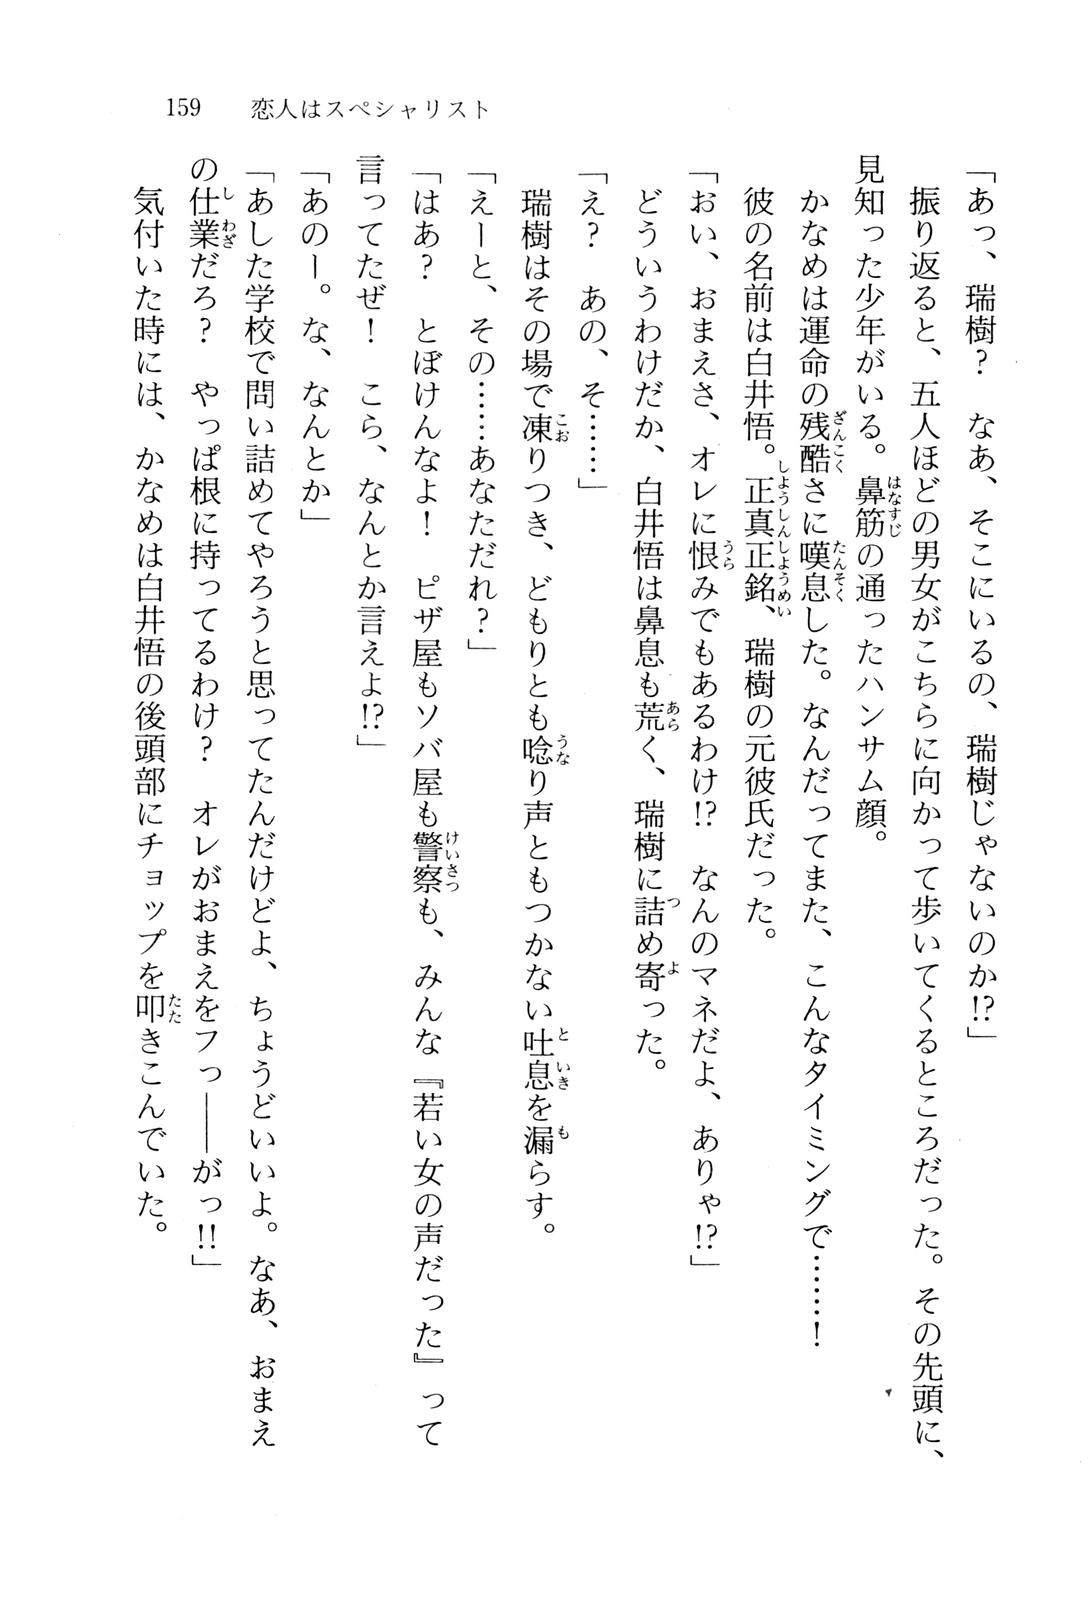 159　恋人はスペシャリスト
「あっ、瑞樹？　なあ、そこにいるの、瑞樹じゃないのか!?」
　振り返ると、五人ほどの男女がこちらに向かって歩いてくるところだった。その先頭に、
見知った少年がいる。鼻筋の通ったハンサム顔。
　かなめは運命の残酷さに嘆息した。なんだってまた、こんなタイミングで……！
　彼の名前は白井悟。正真正銘、瑞樹の元彼氏だった。
「おい、おまえさ、オレに恨みでもあるわけ!?　なんのマネだよ、ありゃ!?」
　どういうわけだか、白井悟は鼻息も荒く、瑞樹に詰め寄った。
「え？　あの、そ……」
　瑞樹はその場で凍りつき、どもりとも唸り声ともつかない吐息を漏らす。
「えーと、その……あなただれ？」
「はあ？　とぼけんなよ！　ピザ屋もソバ屋も警察も、みんな『若い女の声だった』って
言ってたぜ！　こら、なんとか言えよ!?」
「あのー。な、なんとか」
「あした学校で問い詰めてやろうと思ってたんだけどよ、ちょうどいいよ。なあ、おまえ
の仕業だろ？　やっぱ根に持ってるわけ？　オレがおまえをフっ――がっ!!」
　気付いた時には、かなめは白井悟の後頭部にチョップを叩きこんでいた。